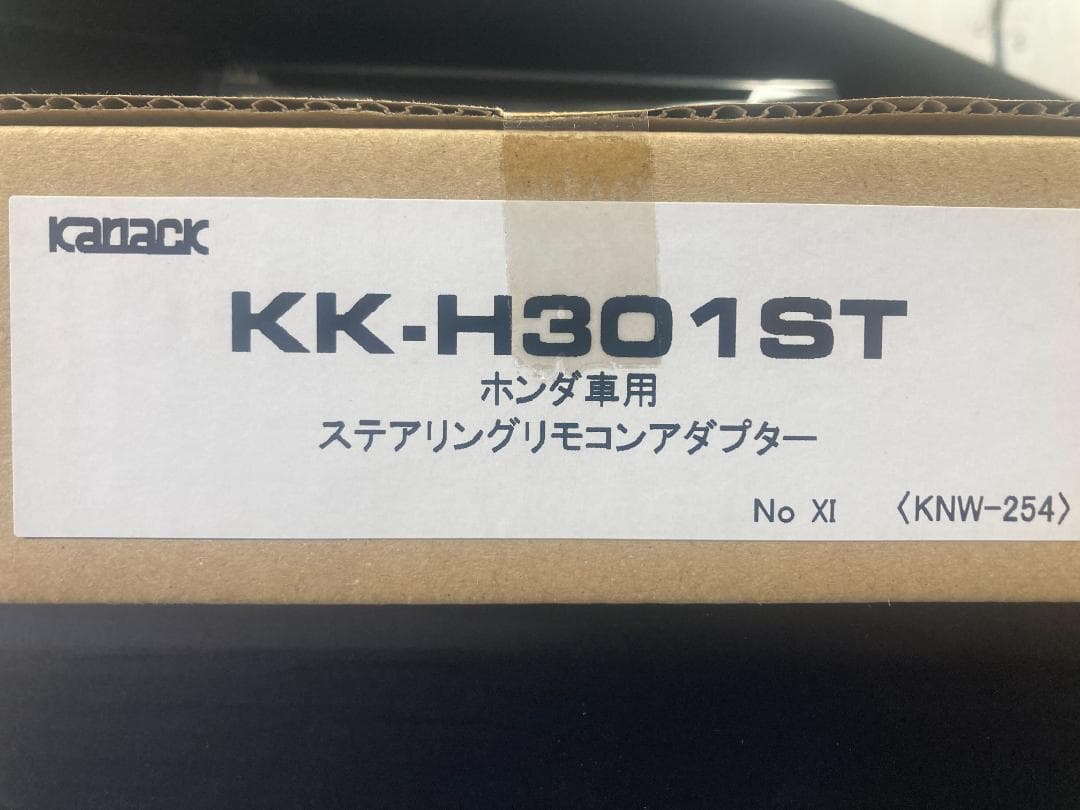 Kanack
KK-H301ST
ホンダ車用
ステアリングリモコンアダプター
No XI 〈KNW-254〉